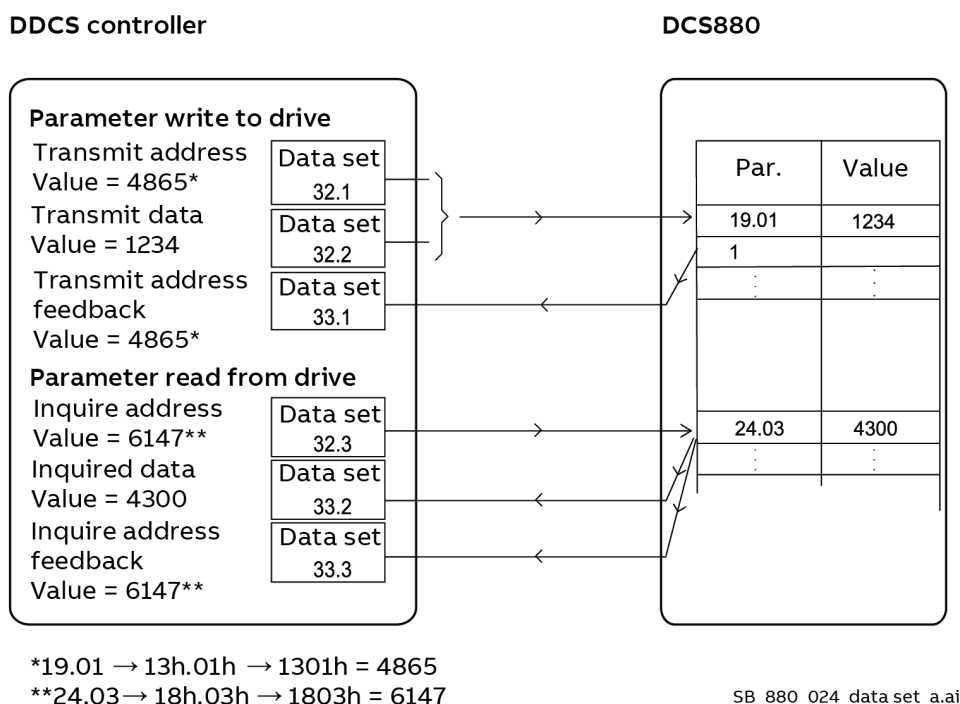 DDCS controller
DCS880
Parameter write to drive
Transmit address
Value = 4865*
Data set
32.1
Transmit data
Value = 1234
Data set
32.2
Transmit address
feedback
Value = 4865*
Data set
33.1
Parameter read from drive
Inquire address
Value = 6147**
Data set
32.3
Inquired data
Value = 4300
Data set
33.2
Inquire address
feedback
Value = 6147**
Data set
33.3
Par. Value
19.01 1234
1
24.03 4300
*19.01 → 13h.01h → 1301h = 4865
**24.03→ 18h.03h → 1803h = 6147
SB_880_024_data set_a.ai